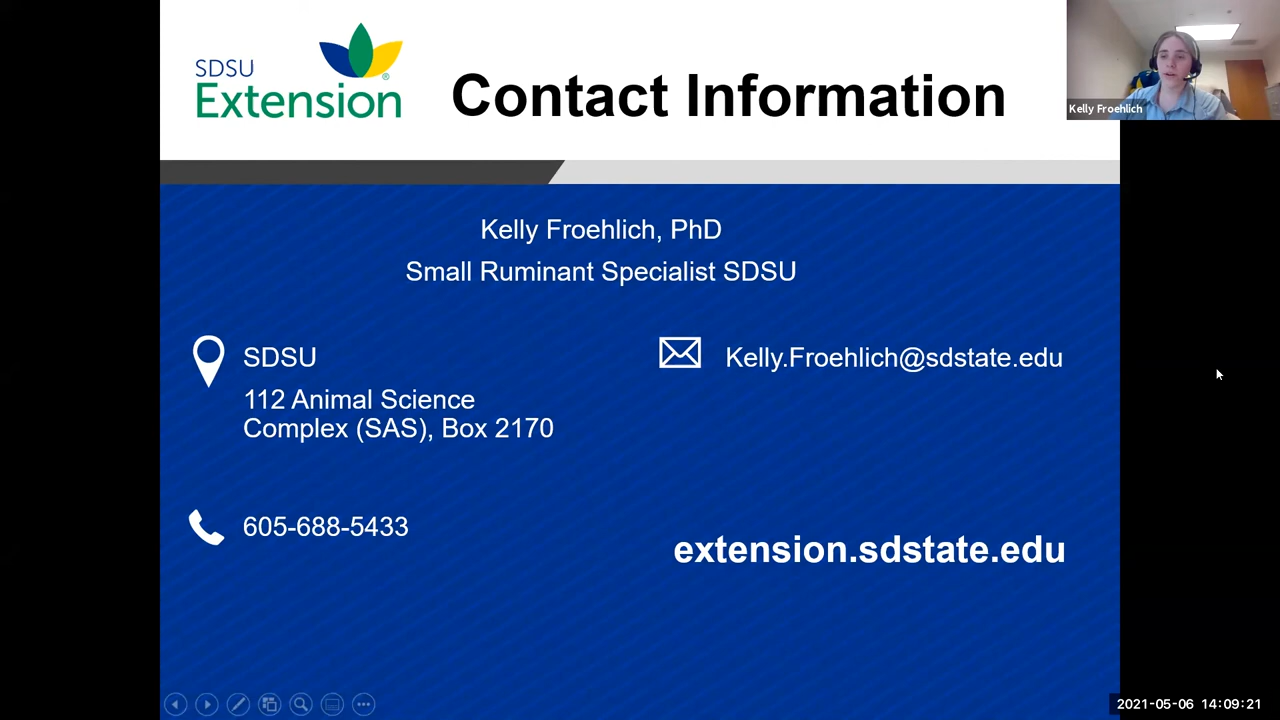 SDSU
Extension
®
Contact Information
Kelly Froehlich
Kelly Froehlich, PhD
Small Ruminant Specialist SDSU
SDSU
112 Animal Science
Complex (SAS), Box 2170
Kelly.Froehlich@sdstate.edu
605-688-5433
extension.sdstate.edu
2021-05-06 14:09:21